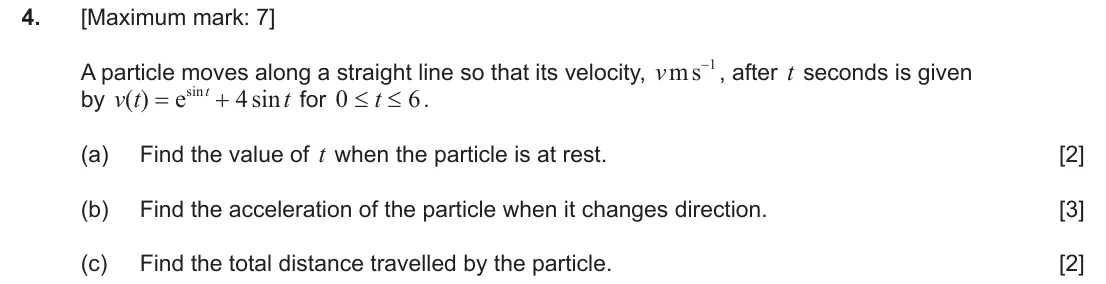 4. [Maximum mark: 7]
A particle moves along a straight line so that its velocity, v m s⁻¹, after t seconds is given
by v(t) = e^(sin t) + 4 sin t for 0 ≤ t ≤ 6.
(a) Find the value of t when the particle is at rest. [2]
(b) Find the acceleration of the particle when it changes direction. [3]
(c) Find the total distance travelled by the particle. [2]